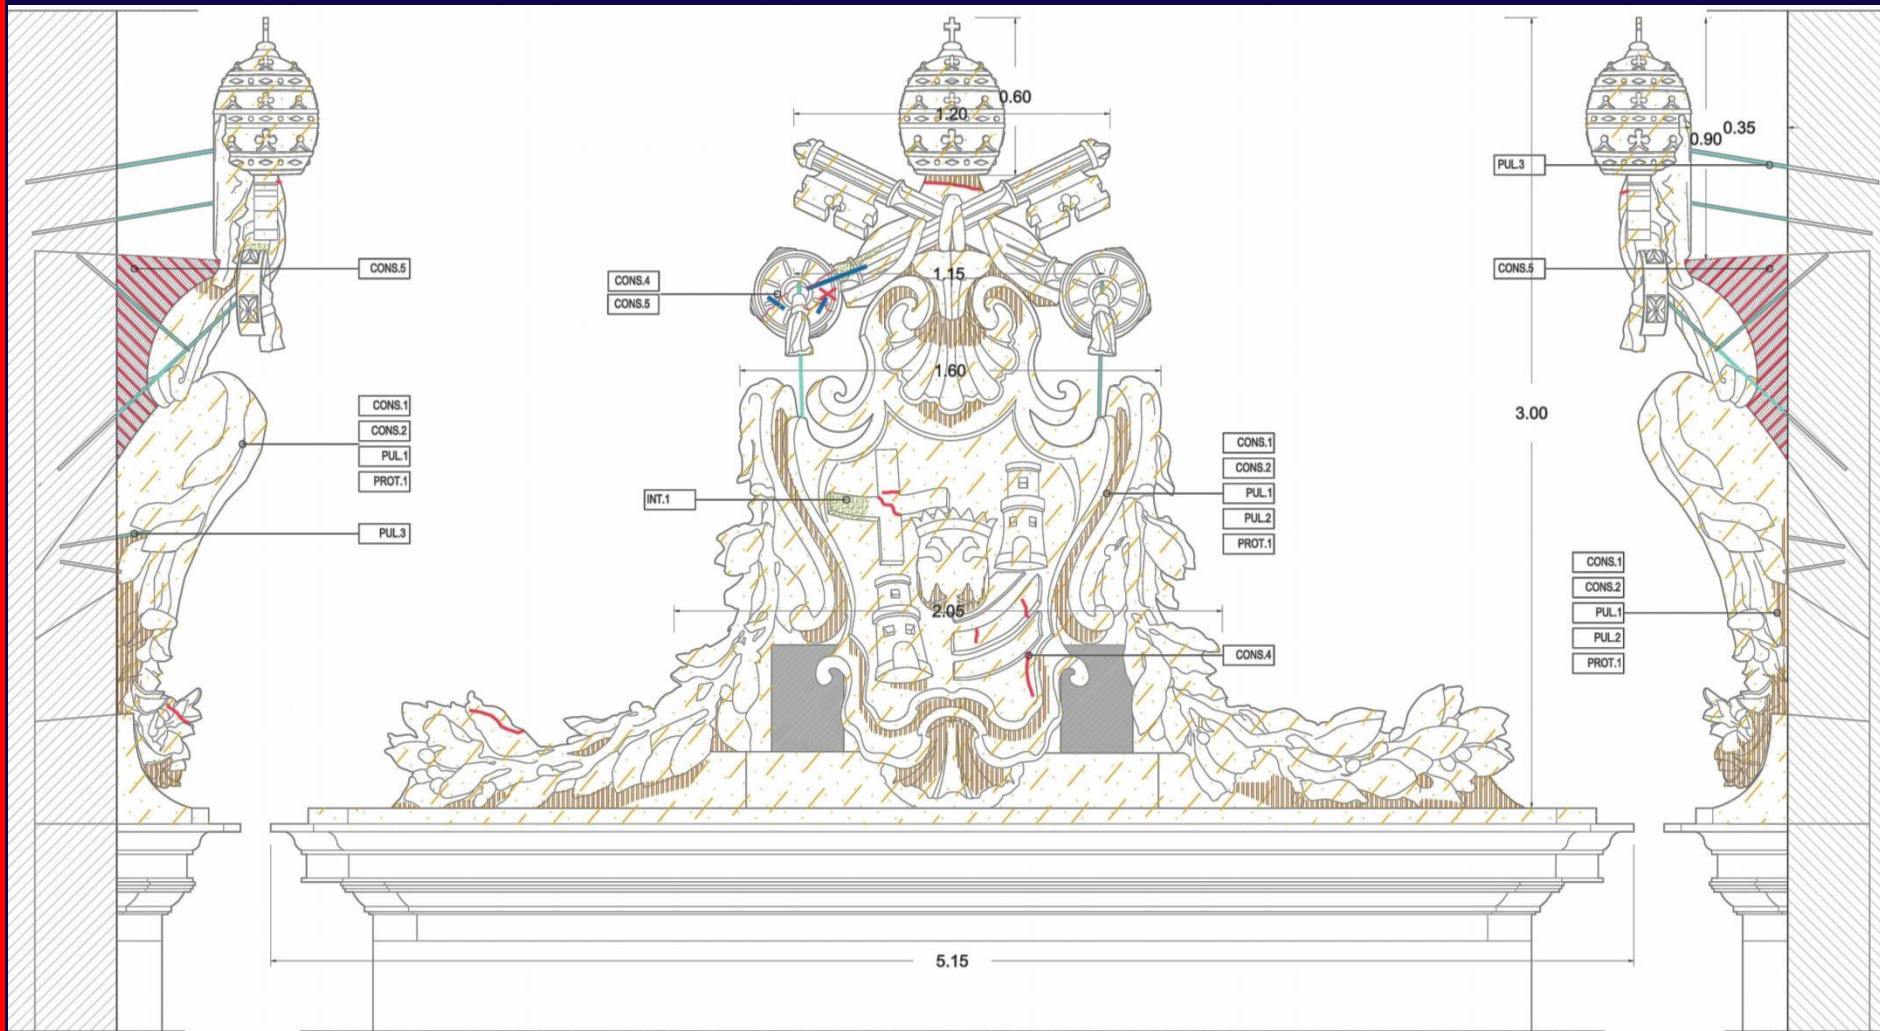 0.60
1.20
0.35
0.90
PUL.3
CONS.5
CONS.4
CONS.5
1.15
CONS.5
1.60
CONS.1
CONS.2
PUL.1
PROT.1
3.00
CONS.1
CONS.2
PUL.1
PUL.2
PROT.1
INT.1
PUL.3
CONS.1
CONS.2
PUL.1
PUL.2
PROT.1
2.05
CONS.4
5.15